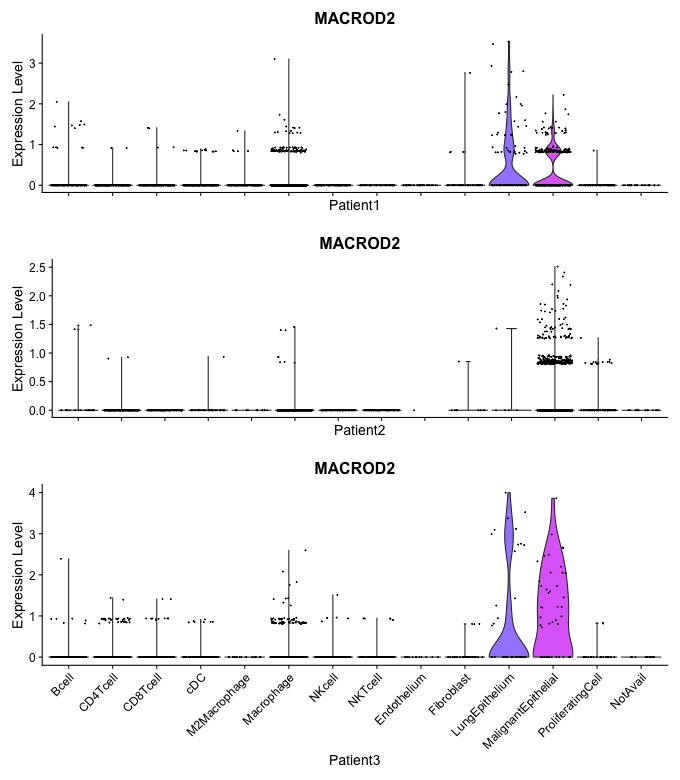 MACROD2
Expression Level
3
2
1
0
Patient1
MACROD2
Expression Level
2.5
2.0
1.5
1.0
0.5
0.0
Patient2
MACROD2
Expression Level
4
3
2
1
0
Bcell
CD4Tcell
CD8Tcell
cDC
M2Macrophage
Macrophage
NKcell
NKTcell
Endothelium
Fibroblast
LungEpithelium
MalignantEpithelial
ProliferatingCell
NotAvail
Patient3